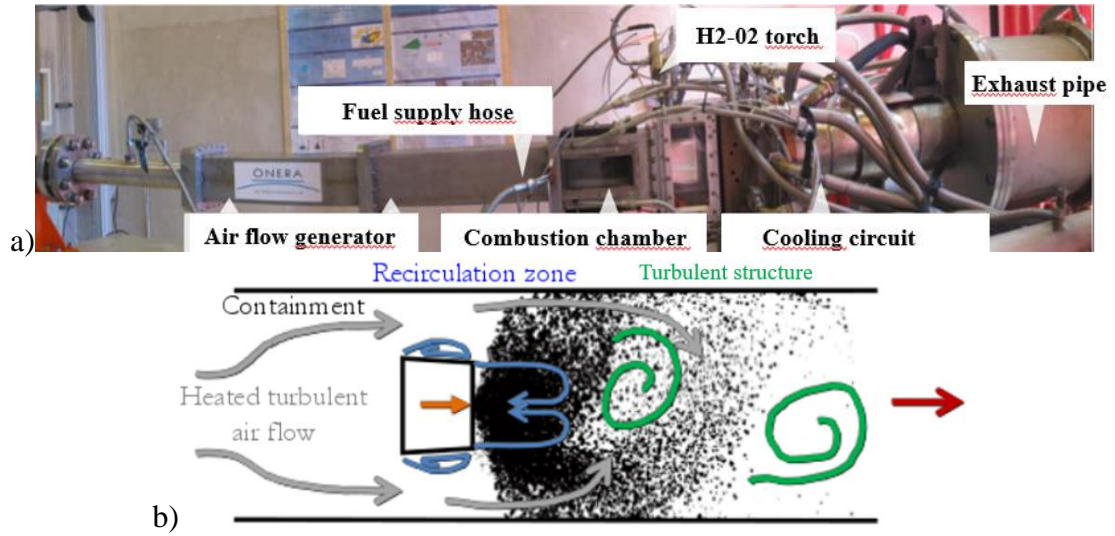 H2-02 torch
Exhaust pipe
Fuel supply hose
ONERA
Air flow generator
Combustion chamber
Cooling circuit
a)
Recirculation zone
Turbulent structure
Containment
Heated turbulent
air flow
b)